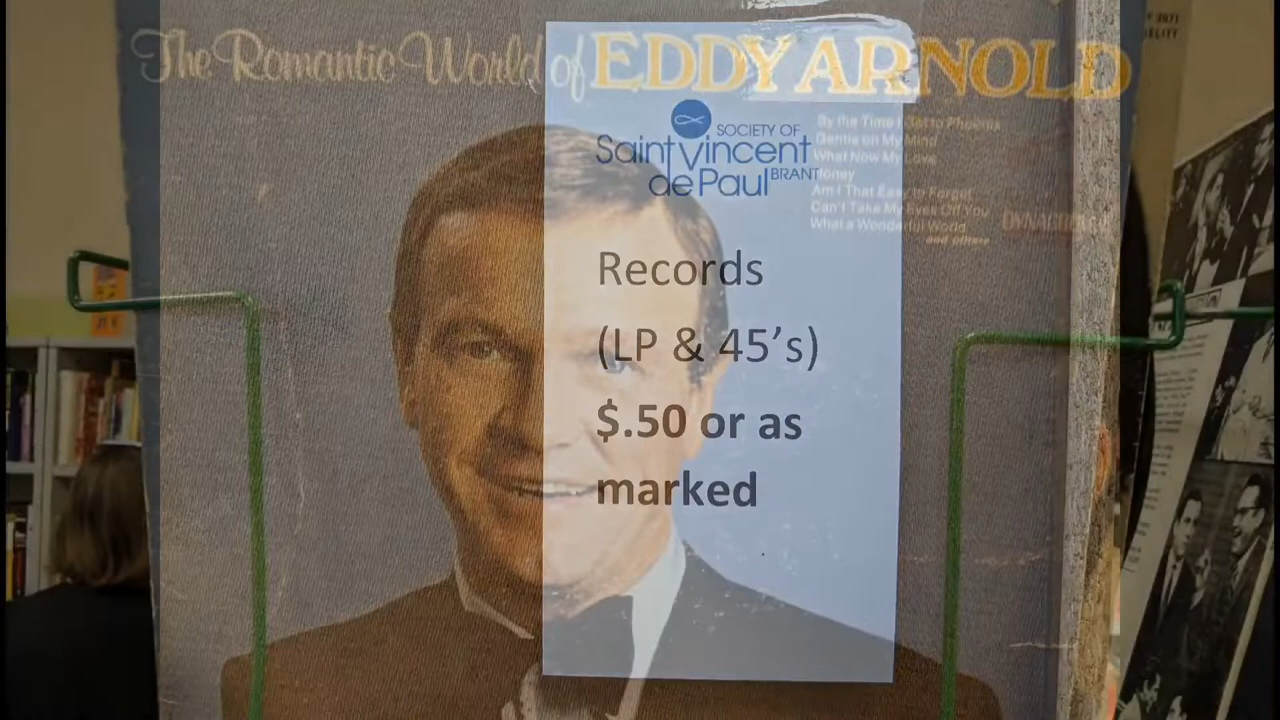 The Romantic World of EDDY ARNOLD
By the Time I Get to Phoenix
Gentle on My Mind
What Now My Love
Honey
Am I That Easy to Forget
Can't Take My Eyes Off You
What a Wonderful World
and others
SOCIETY OF
Saint Vincent
de Paul BRANT
Records
(LP & 45's)
$.50 or as
marked